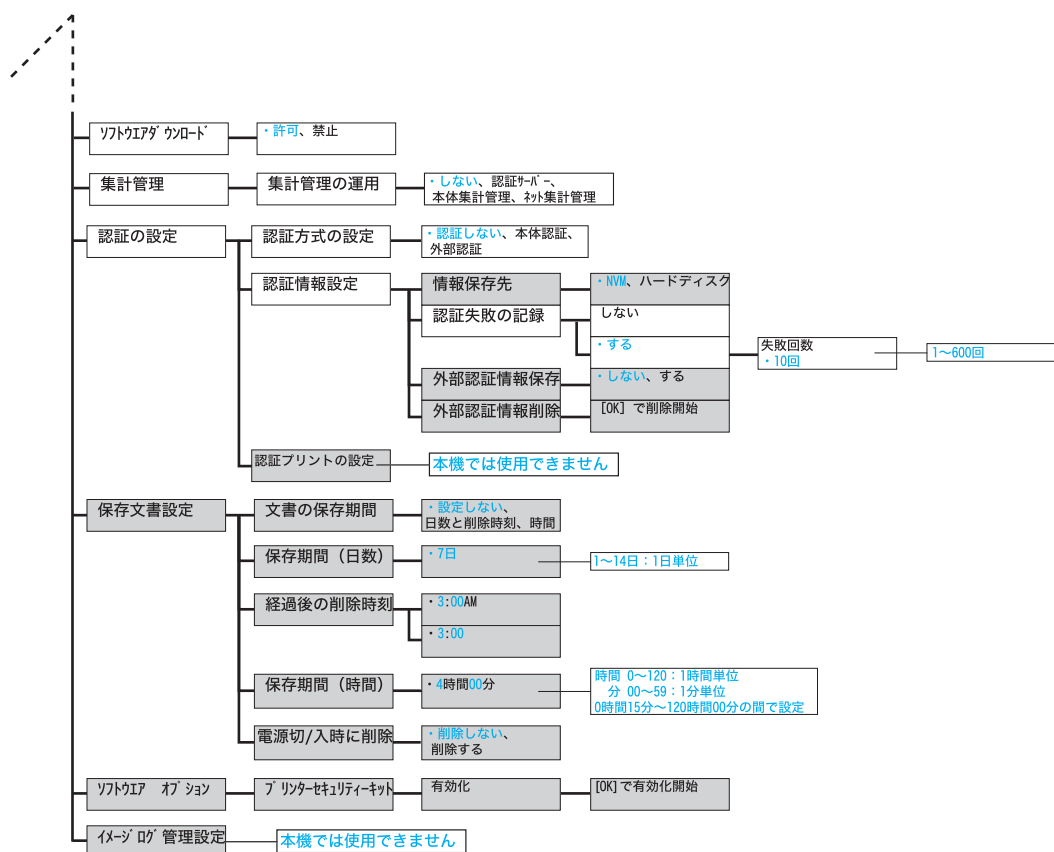 ソフトウエアダウンロード
・許可、禁止
集計管理
集計管理の運用
・しない、認証サーバー、
本体集計管理、ネット集計管理
認証の設定
認証方式の設定
・認証しない、本体認証、
外部認証
認証情報設定
情報保存先
・NVM、ハードディスク
認証失敗の記録
しない
・する
失敗回数
・10回
1～600回
外部認証情報保存
・しない、する
外部認証情報削除
[OK] で削除開始
認証プリントの設定
本機では使用できません
保存文書設定
文書の保存期間
・設定しない、
日数と削除時刻、時間
保存期間（日数）
・7日
1～14日：1日単位
経過後の削除時刻
・3:00AM
・3:00
保存期間（時間）
・4時間00分
時間 0～120：1時間単位
分 00～59：1分単位
0時間15分～120時間00分の間で設定
電源切/入時に削除
・削除しない、
削除する
ソフトウエア オプション
プリンターセキュリティーキット
有効化
[OK]で有効化開始
イメージログ管理設定
本機では使用できません